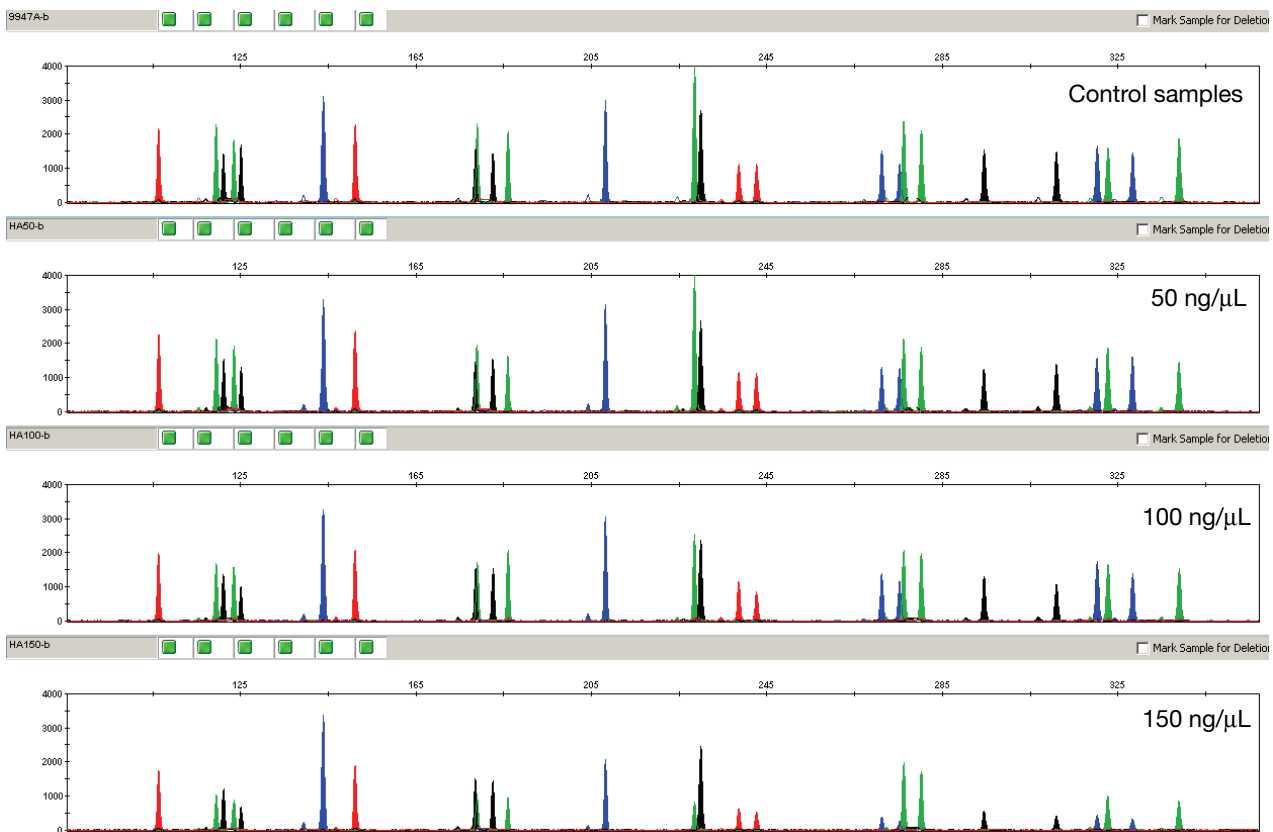 9947A-b Mark Sample for Deletion
125 165 205 245 285 325
4000
3000
2000
1000
0
Control samples
HA50-b Mark Sample for Deletion
125 165 205 245 285 325
4000
3000
2000
1000
0
50 ng/μL
HA100-b Mark Sample for Deletion
125 165 205 245 285 325
4000
3000
2000
1000
0
100 ng/μL
HA150-b Mark Sample for Deletion
125 165 205 245 285 325
4000
3000
2000
1000
0
150 ng/μL